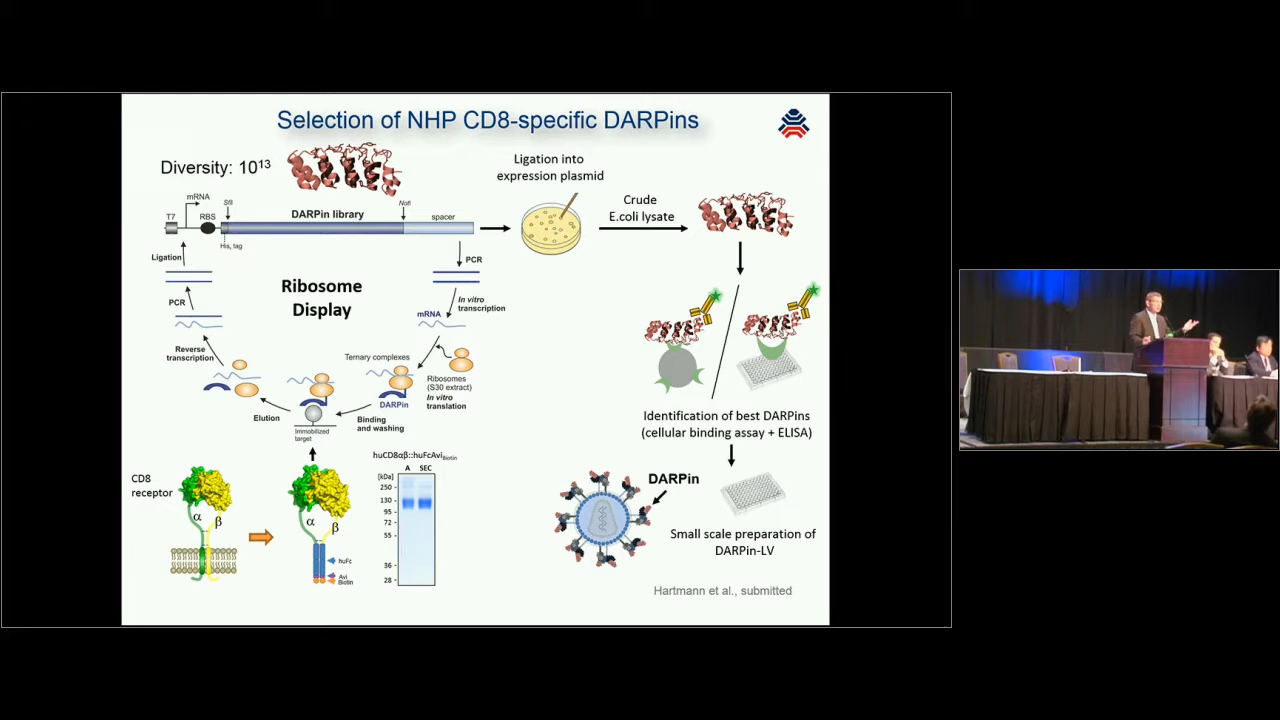 Selection of NHP CD8-specific DARPins
Diversity: 10¹³
Ligation into
expression plasmid
Crude
E.coli lysate
mRNA
SfiI
NotI
T7
RBS
DARPin library
spacer
His, tag
Ligation
PCR
PCR
Ribosome
Display
In vitro
transcription
mRNA
Reverse
transcription
Ternary complexes
Ribosomes
(S30 extract)
In vitro
translation
DARPin
Elution
Binding
and washing
Immobilized
target
Identification of best DARPins
(cellular binding assay + ELISA)
huCD8αβ::huFcAviBiotin
A SEC
[kDa]
250
130
95
72
55
36
28
CD8
receptor
α
β
α
β
huFc
Avi
Biotin
DARPin
Small scale preparation of
DARPin-LV
Hartmann et al., submitted